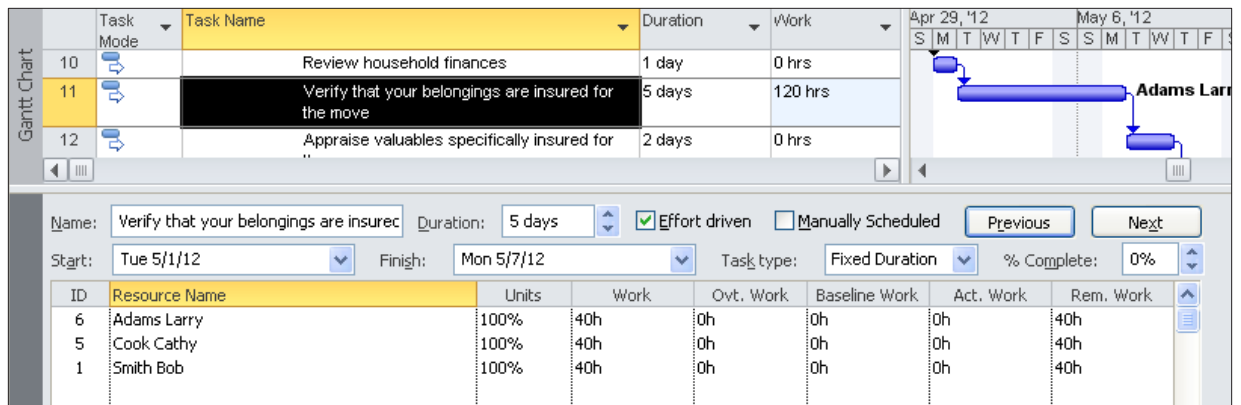 Gantt Chart
Task Mode Task Name Duration Work Apr 29, '12 May 6, '12
S M T W T F S S M T W T F S
10 Review household finances 1 day 0 hrs
11 Verify that your belongings are insured for the move 5 days 120 hrs Adams Larr
12 Appraise valuables specifically insured for 2 days 0 hrs
Name: Verify that your belongings are insurec Duration: 5 days Effort driven Manually Scheduled Previous Next
Start: Tue 5/1/12 Finish: Mon 5/7/12 Task type: Fixed Duration % Complete: 0%
ID Resource Name Units Work Ovt. Work Baseline Work Act. Work Rem. Work
6 Adams Larry 100% 40h 0h 0h 0h 40h
5 Cook Cathy 100% 40h 0h 0h 0h 40h
1 Smith Bob 100% 40h 0h 0h 0h 40h